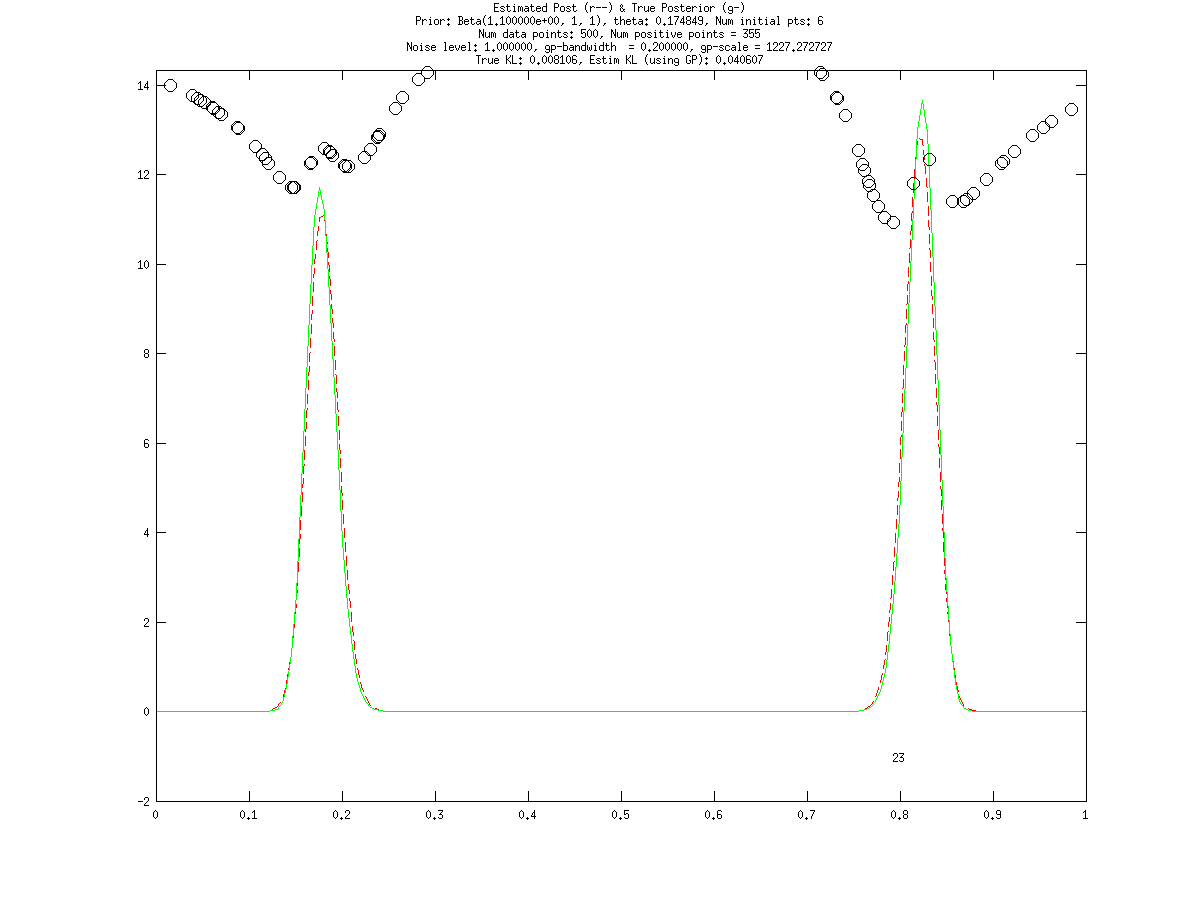 Estimated Post (r--) & True Posterior (g-)
Prior: Beta(1.100000e+00, 1, 1), theta: 0.174849, Num initial pts: 6
Num data points: 500, Num positive points = 355
Noise level: 1.000000, gp-bandwidth  = 0.200000, gp-scale = 1227.272727
True KL: 0.008106, Estim KL (using GP): 0.040607
14
12
10
8
6
4
2
0
23
-2
0 0.1 0.2 0.3 0.4 0.5 0.6 0.7 0.8 0.9 1